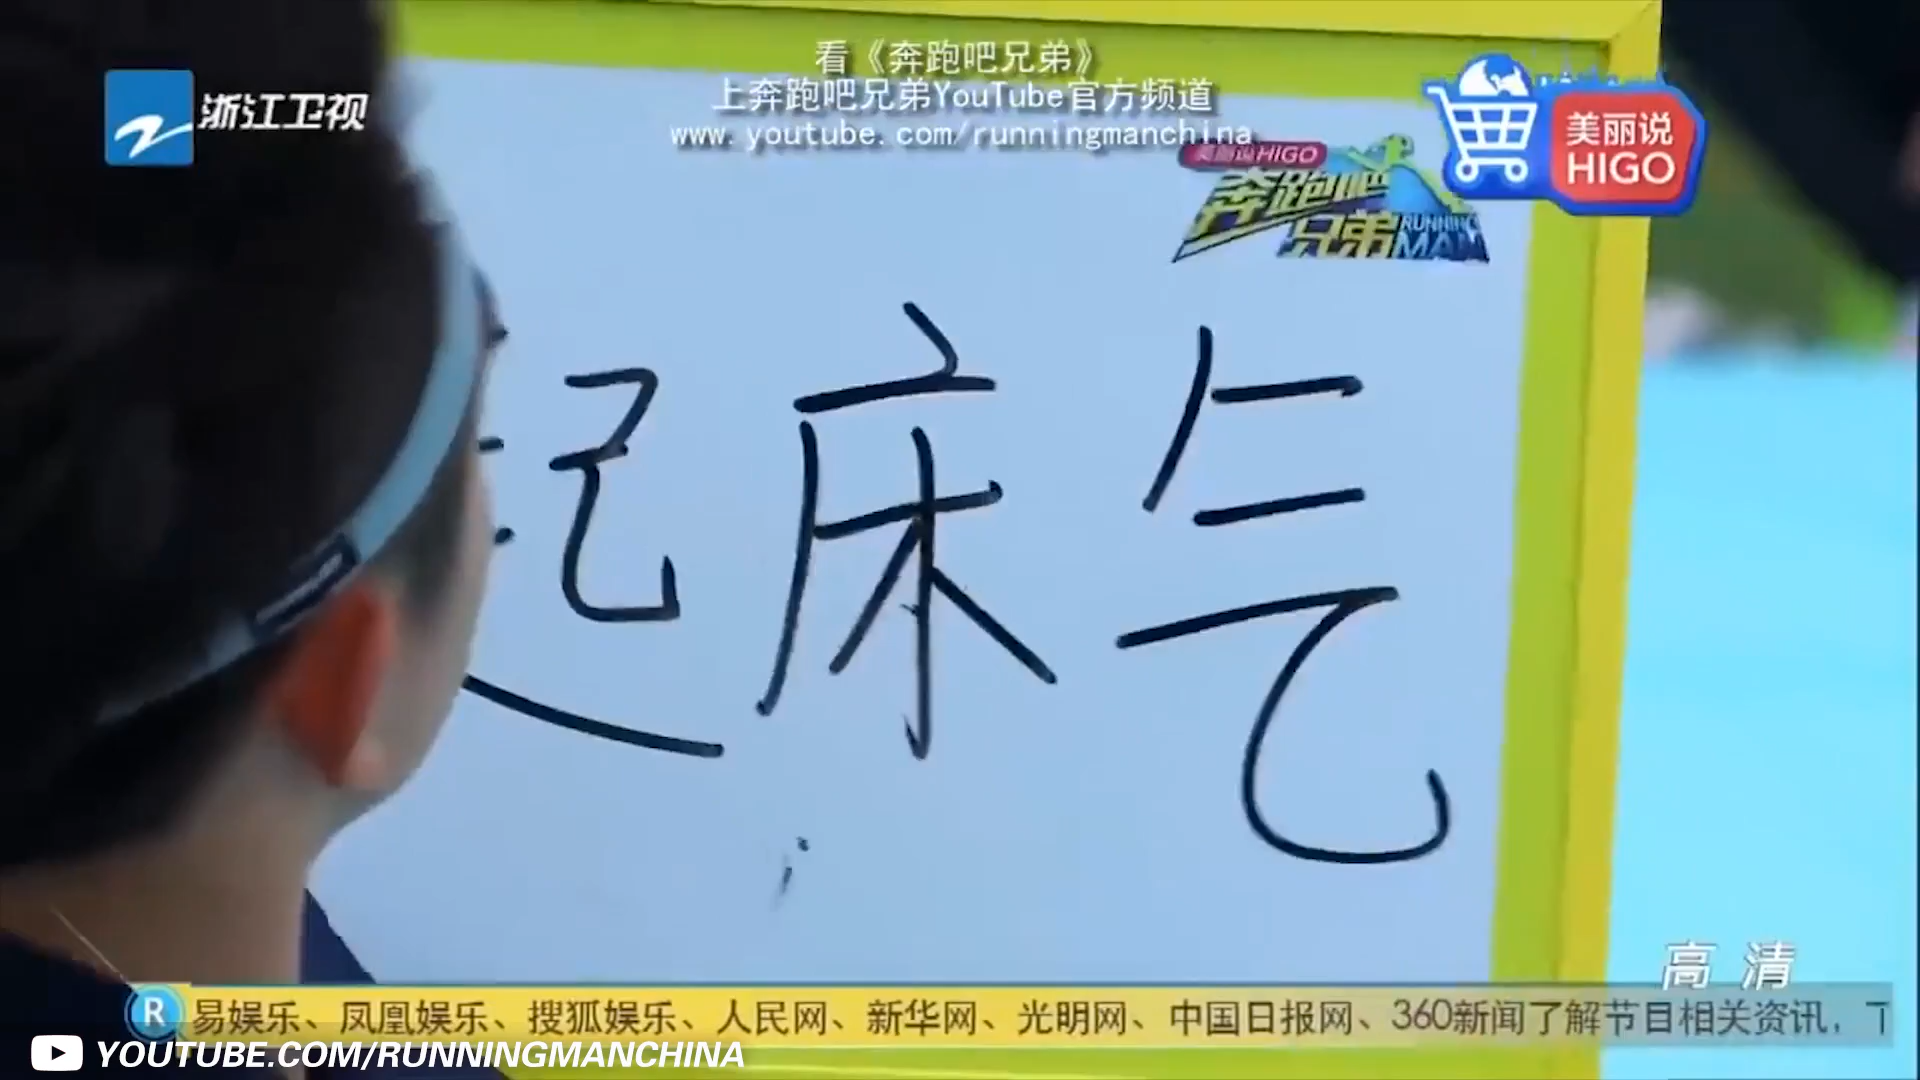 看《奔跑吧兄弟》
上奔跑吧兄弟YouTube官方频道
www.youtube.com/runningmanchina
浙江卫视
美丽说HIGO
奔跑吧
兄弟
RUNNING
MAN
美丽说
HIGO
起床气
高清
R
易娱乐、凤凰娱乐、搜狐娱乐、人民网、新华网、光明网、中国日报网、360新闻了解节目相关资讯，
YOUTUBE.COM/RUNNINGMANCHINA